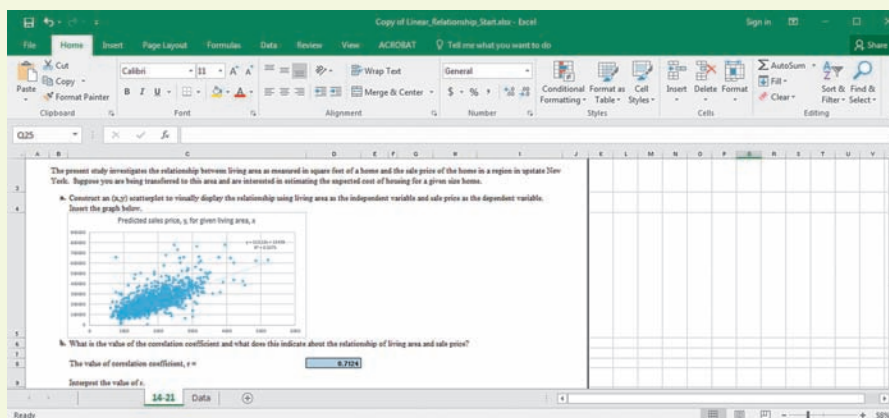 Copy of Linear_Relationship_Start.xlsx - Excel
Sign in
File Home Insert Page Layout Formulas Data Review View ACROBAT Tell me what you want to do Share
Paste
Cut
Copy
Format Painter
Clipboard
Calibri 11 A A
B I U A
Font
Wrap Text
Merge & Center
Alignment
General
$ % ,
Number
Conditional Formatting
Format as Table
Cell Styles
Styles
Insert Delete Format
Cells
AutoSum
Fill
Clear
Sort & Filter
Find & Select
Editing
Q25 fx
A B C D E F G H I J K L M N O P Q R S T U V
3
The present study investigates the relationship between living area as measured in square feet of a home and the sale price of the home in a region in upstate New
York. Suppose you are being transferred to this area and are interested in estimating the expected cost of housing for a given size home.
4
a. Construct an (x,y) scatterplot to visually display the relationship using living area as the independent variable and sale price as the dependent variable.
Insert the graph below.
Predicted sales price, y, for given living area, x
5
6
b. What is the value of the correlation coefficient and what does this indicate about the relationship of living area and sale price?
7
8
The value of correlation coefficient, r = 0.7124
9
Interpret the value of r.
14-21 Data
Ready
58%